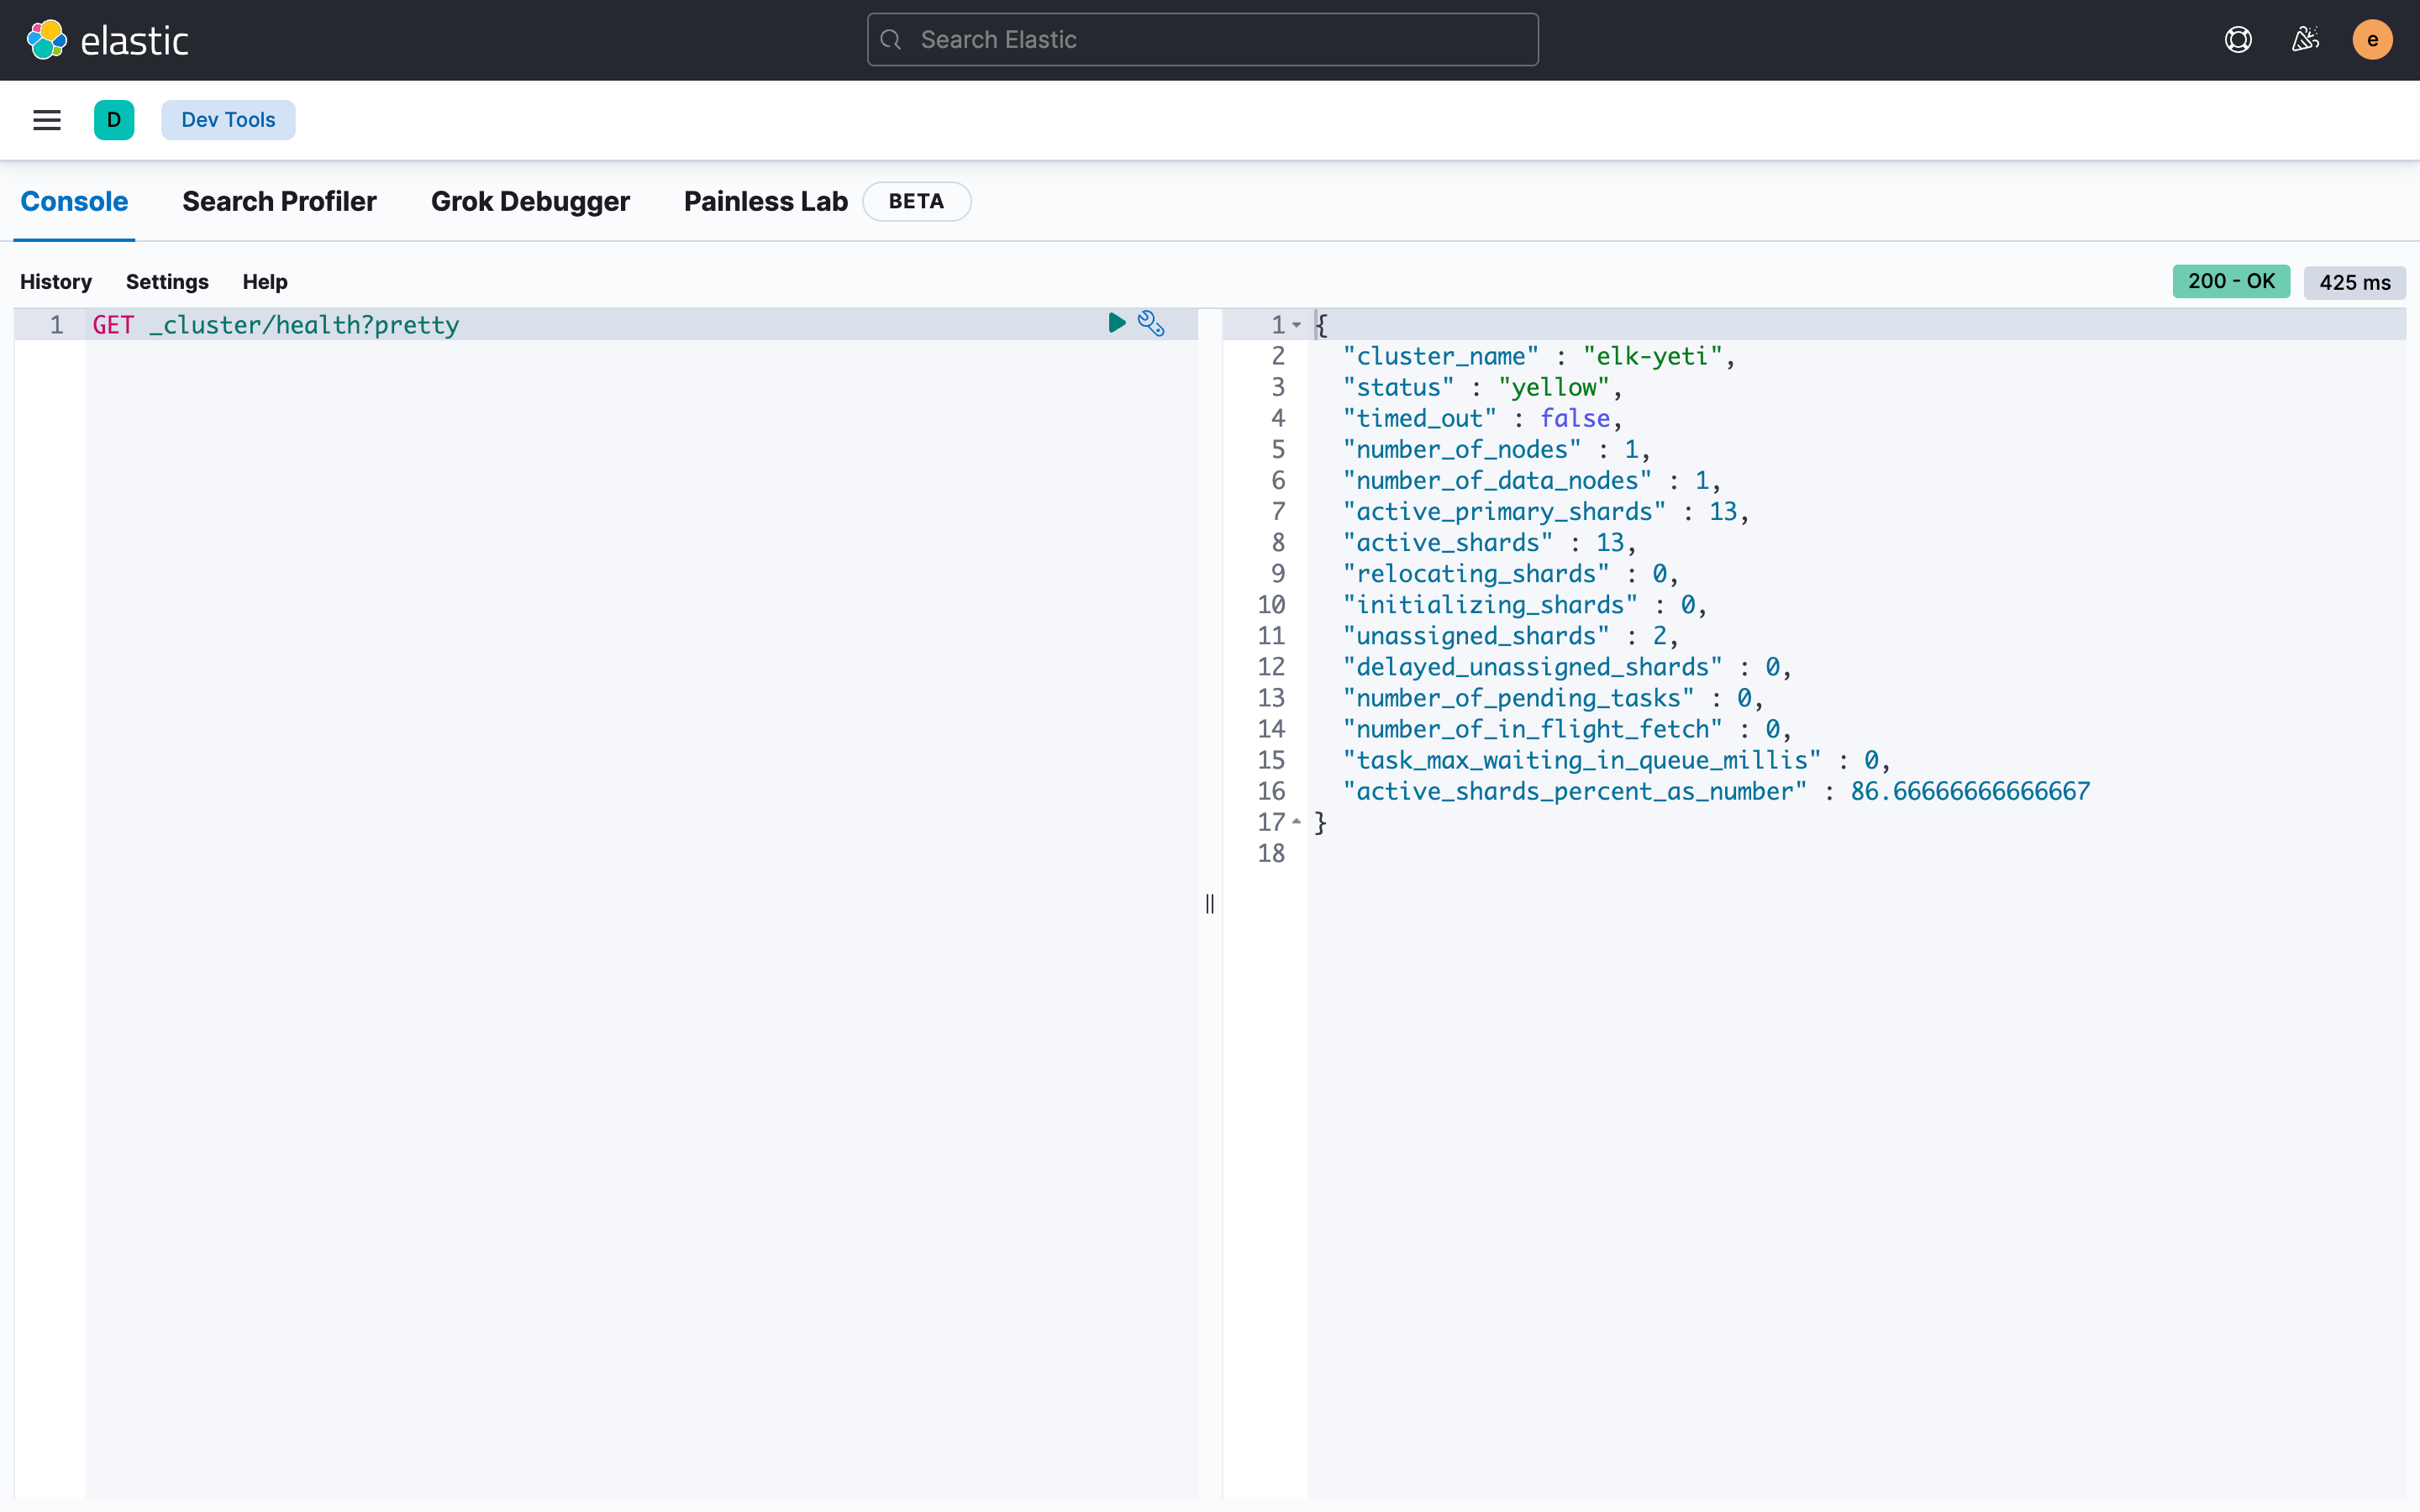 elastic
Search Elastic
e
D
Dev Tools
Console
Search Profiler
Grok Debugger
Painless Lab
BETA
History
Settings
Help
200 - OK
425 ms
1
GET _cluster/health?pretty
1 {
2 "cluster_name" : "elk-yeti",
3 "status" : "yellow",
4 "timed_out" : false,
5 "number_of_nodes" : 1,
6 "number_of_data_nodes" : 1,
7 "active_primary_shards" : 13,
8 "active_shards" : 13,
9 "relocating_shards" : 0,
10 "initializing_shards" : 0,
11 "unassigned_shards" : 2,
12 "delayed_unassigned_shards" : 0,
13 "number_of_pending_tasks" : 0,
14 "number_of_in_flight_fetch" : 0,
15 "task_max_waiting_in_queue_millis" : 0,
16 "active_shards_percent_as_number" : 86.66666666666667
17 }
18